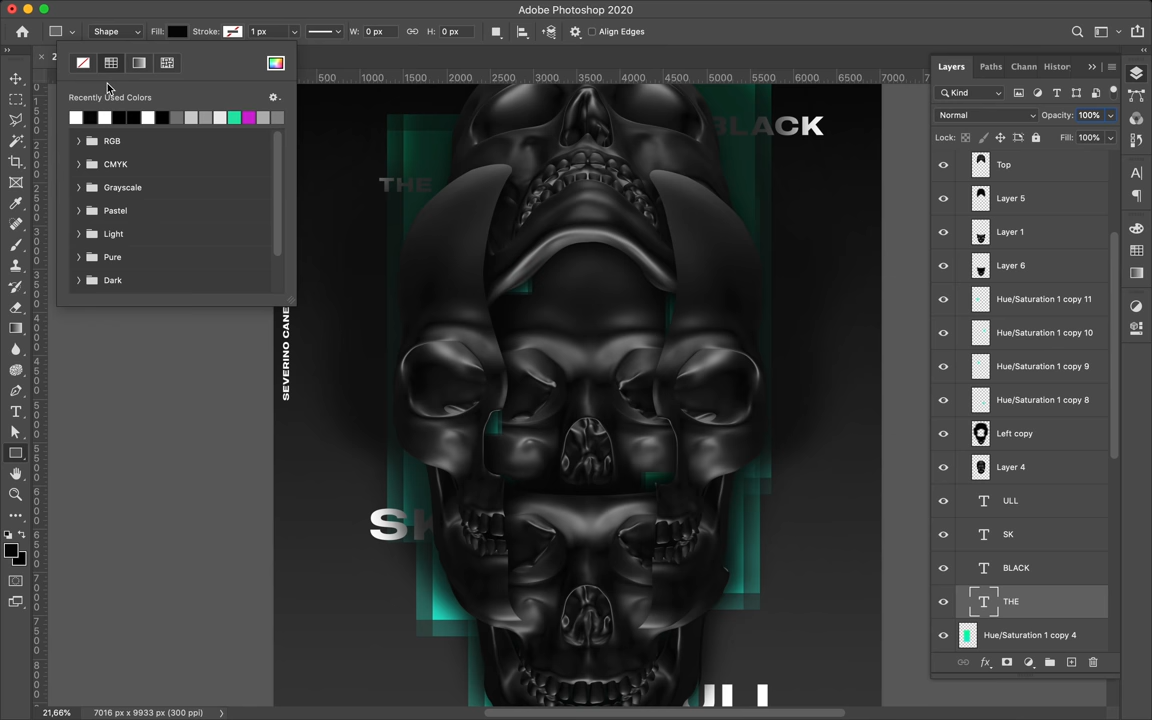 Adobe Photoshop 2020
Shape
Fill:
Stroke:
1 px
W: 0 px
H: 0 px
Align Edges
2
Recently Used Colors
RGB
CMYK
Grayscale
Pastel
Light
Pure
Dark
500 1000 1500 2000 2500 3000 3500 4000 4500 5000 5500 6000 6500 7000
BLACK
THE
SEVERINO CANE
SK
ULL
Layers
Paths
Chann
Histor
Kind
Normal
Opacity: 100%
Lock:
Fill: 100%
Top
Layer 5
Layer 1
Layer 6
Hue/Saturation 1 copy 11
Hue/Saturation 1 copy 10
Hue/Saturation 1 copy 9
Hue/Saturation 1 copy 8
Left copy
Layer 4
T ULL
T SK
T BLACK
T THE
Hue/Saturation 1 copy 4
fx
21,66%
7016 px x 9933 px (300 ppi)